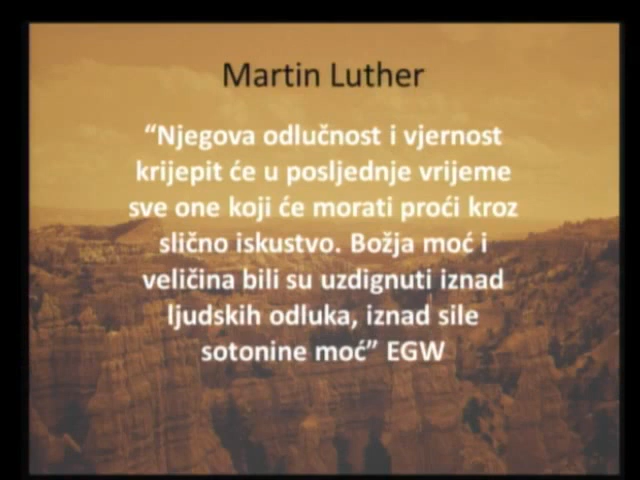 Martin Luther
“Njegova odlučnost i vjernost
krijepit će u posljednje vrijeme
sve one koji će morati proći kroz
slično iskustvo. Božja moć i
veličina bili su uzdignuti iznad
ljudskih odluka, iznad sile
sotonine moć” EGW